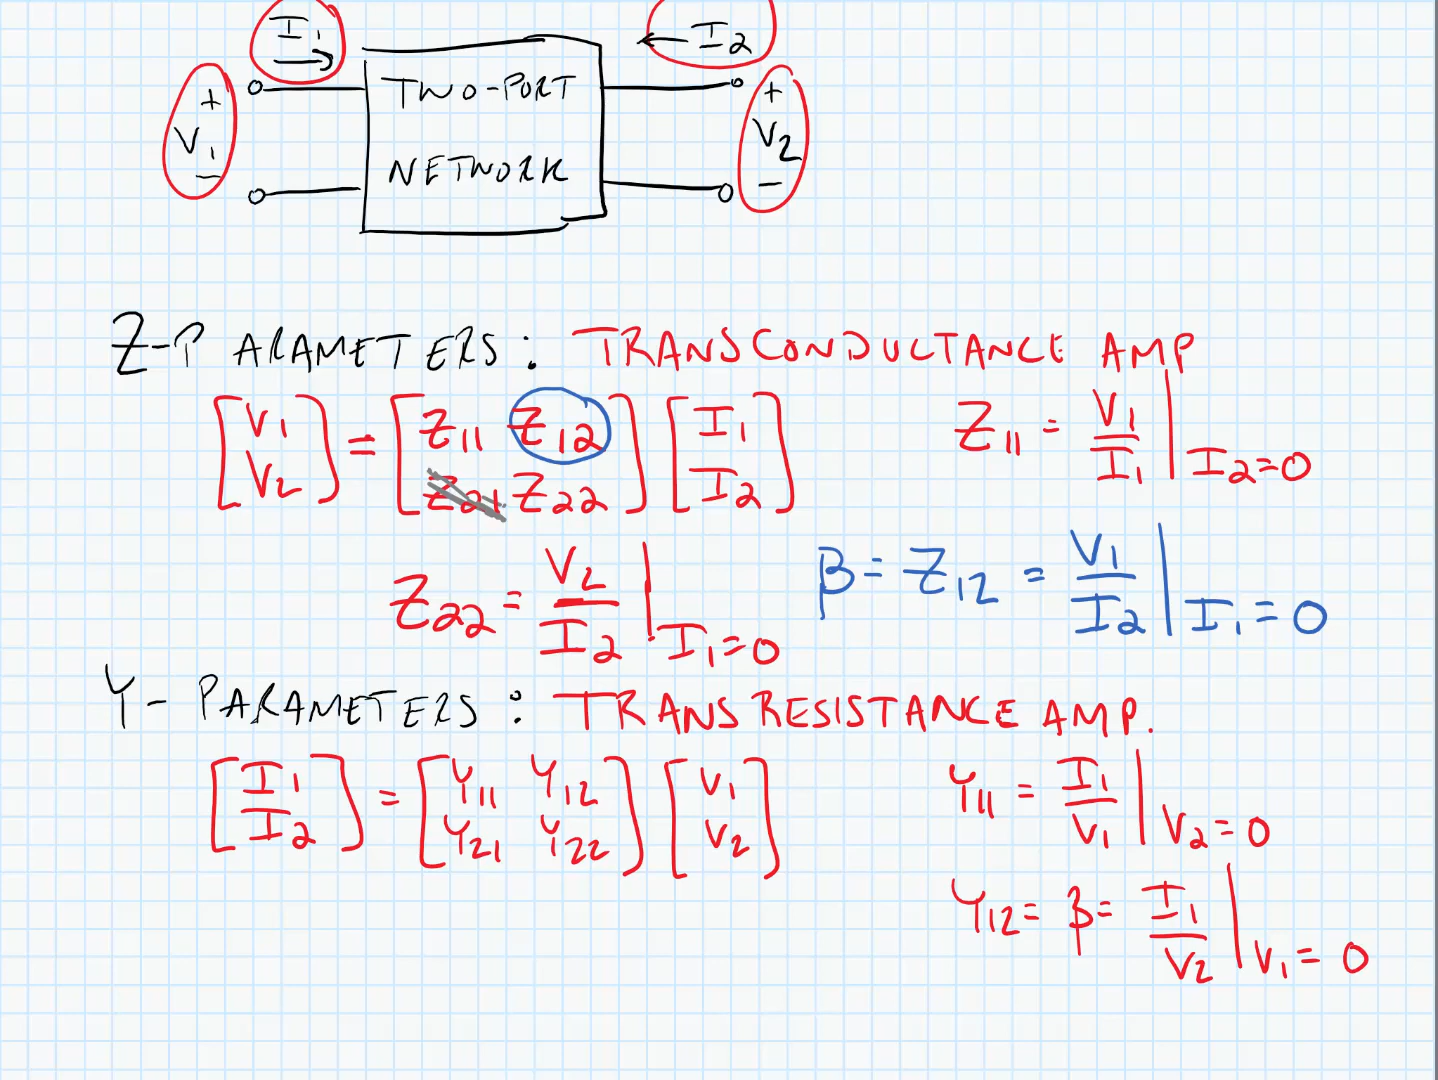 I1 → ← I2
+ V1 − TWO-PORT NETWORK + V2 −
Z-PARAMETERS: TRANSCONDUCTANCE AMP
[V1 V2] = [Z11 Z12 Z21 Z22] [I1 I2] Z11 = V1/I1 | I2=0
Z22 = V2/I2 | I1=0 β = Z12 = V1/I2 | I1=0
Y-PARAMETERS: TRANSRESISTANCE AMP.
[I1 I2] = [Y11 Y12 Y21 Y22] [V1 V2] Y11 = I1/V1 | V2=0
Y12 = β = I1/V2 | V1=0